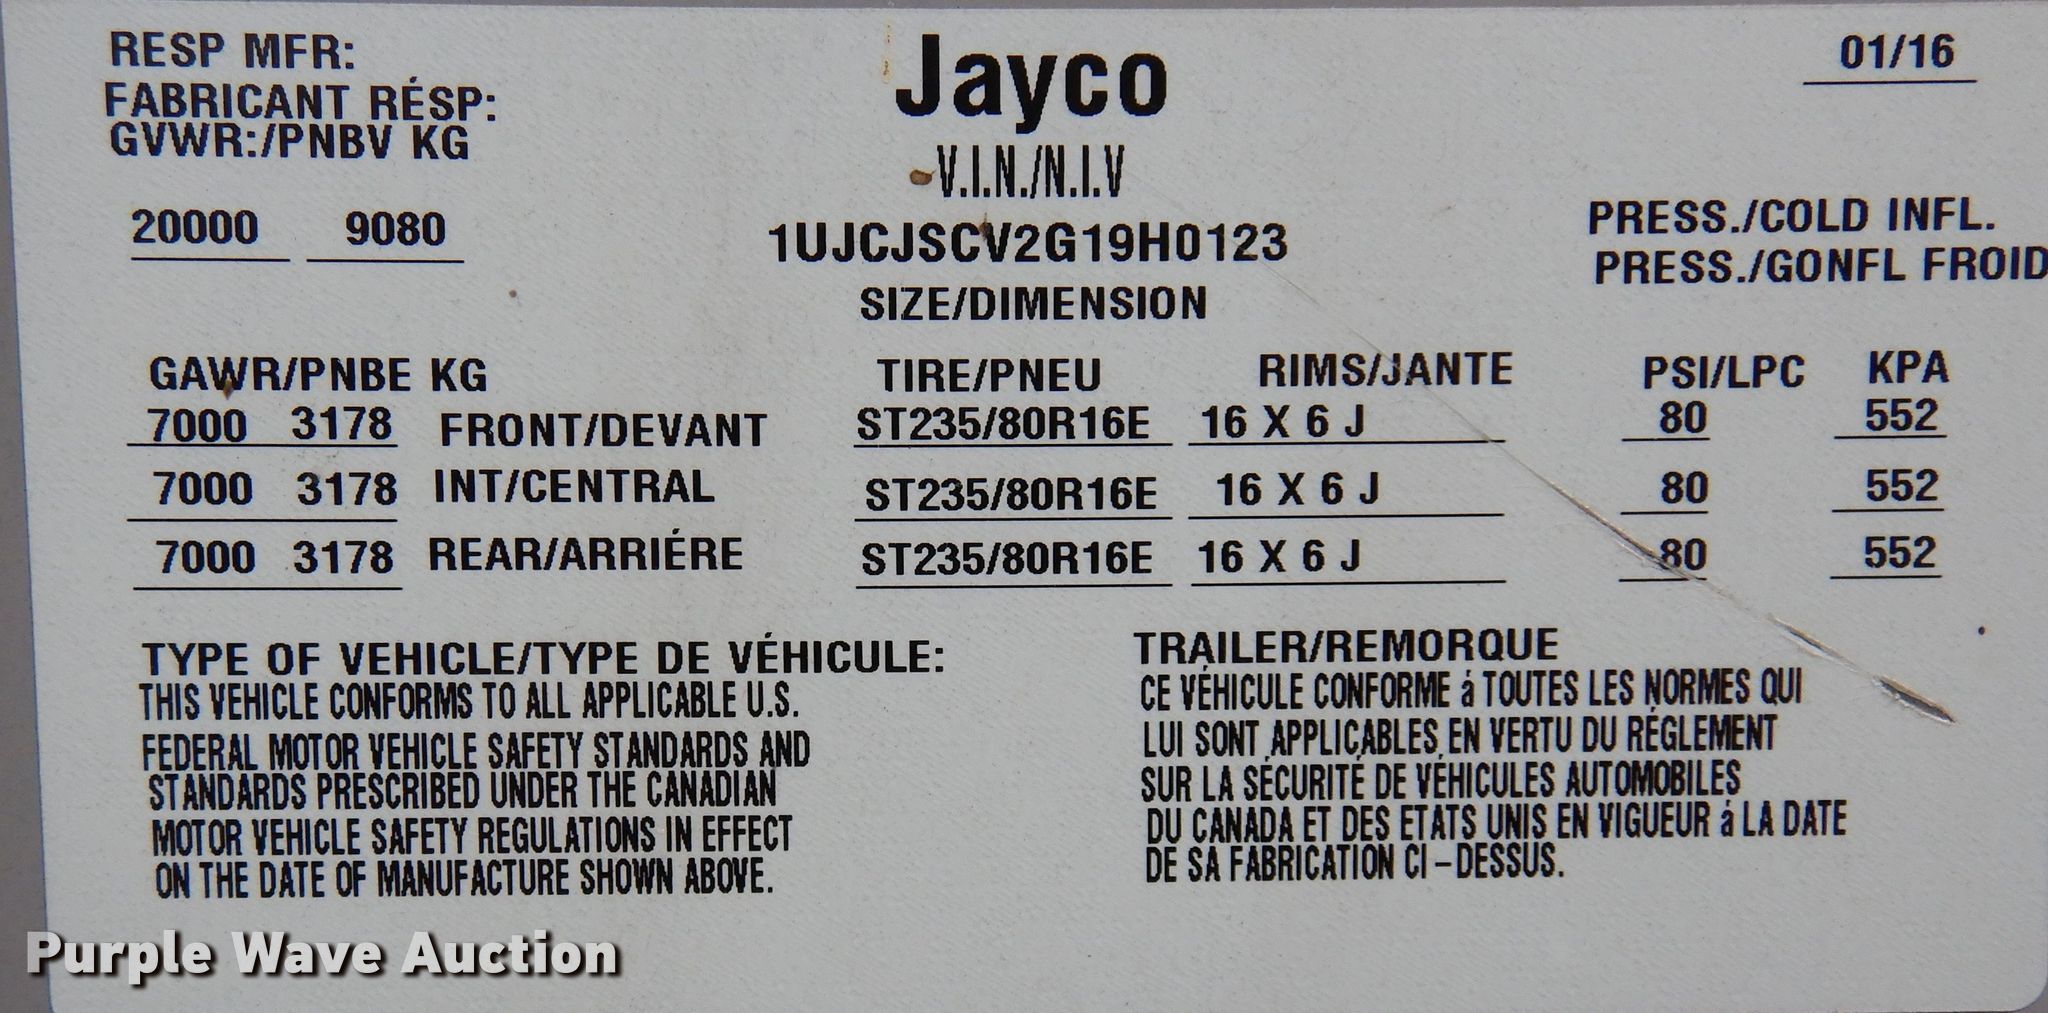 RESP MFR:
Jayco
01/16
FABRICANT RÉSP:
GVWR:/PNBV KG
V.I.N./N.I.V
20000 9080
1UJCJSCV2G19H0123
PRESS./COLD INFL.
PRESS./GONFL FROID
SIZE/DIMENSION
GAWR/PNBE KG TIRE/PNEU RIMS/JANTE PSI/LPC KPA
7000 3178 FRONT/DEVANT ST235/80R16E 16 X 6 J 80 552
7000 3178 INT/CENTRAL ST235/80R16E 16 X 6 J 80 552
7000 3178 REAR/ARRIÉRE ST235/80R16E 16 X 6 J 80 552
TYPE OF VEHICLE/TYPE DE VÉHICULE:
THIS VEHICLE CONFORMS TO ALL APPLICABLE U.S.
FEDERAL MOTOR VEHICLE SAFETY STANDARDS AND
STANDARDS PRESCRIBED UNDER THE CANADIAN
MOTOR VEHICLE SAFETY REGULATIONS IN EFFECT
ON THE DATE OF MANUFACTURE SHOWN ABOVE.
TRAILER/REMORQUE
CE VÉHICULE CONFORME á TOUTES LES NORMES QUI
LUI SONT APPLICABLES EN VERTU DU RÉGLEMENT
SUR LA SÉCURITÉ DE VÉHICULES AUTOMOBILES
DU CANADA ET DES ETATS UNIS EN VIGUEUR á LA DATE
DE SA FABRICATION CI-DESSUS.
Purple Wave Auction